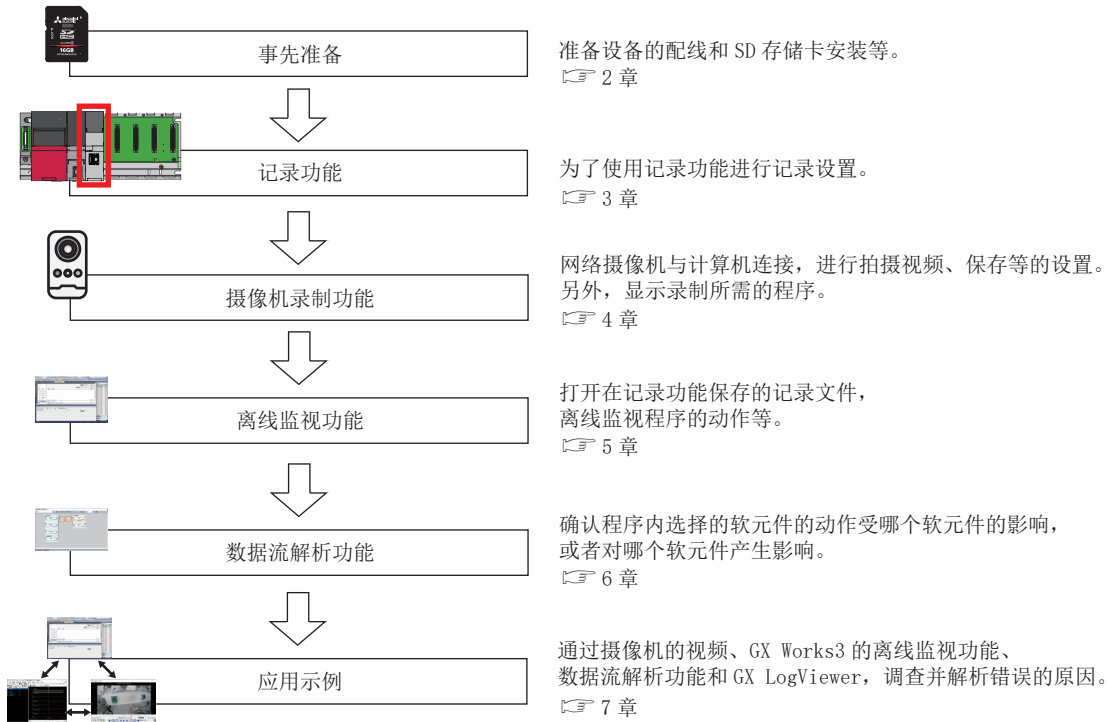 16GB
事先准备
准备设备的配线和 SD 存储卡安装等。
☞ 2 章
记录功能
为了使用记录功能进行记录设置。
☞ 3 章
摄像机录制功能
网络摄像机与计算机连接，进行拍摄视频、保存等的设置。
另外，显示录制所需的程序。
☞ 4 章
离线监视功能
打开在记录功能保存的记录文件，
离线监视程序的动作等。
☞ 5 章
数据流解析功能
确认程序内选择的软元件的动作受哪个软元件的影响，
或者对哪个软元件产生影响。
☞ 6 章
应用示例
通过摄像机的视频、GX Works3 的离线监视功能、
数据流解析功能和 GX LogViewer，调查并解析错误的原因。
☞ 7 章